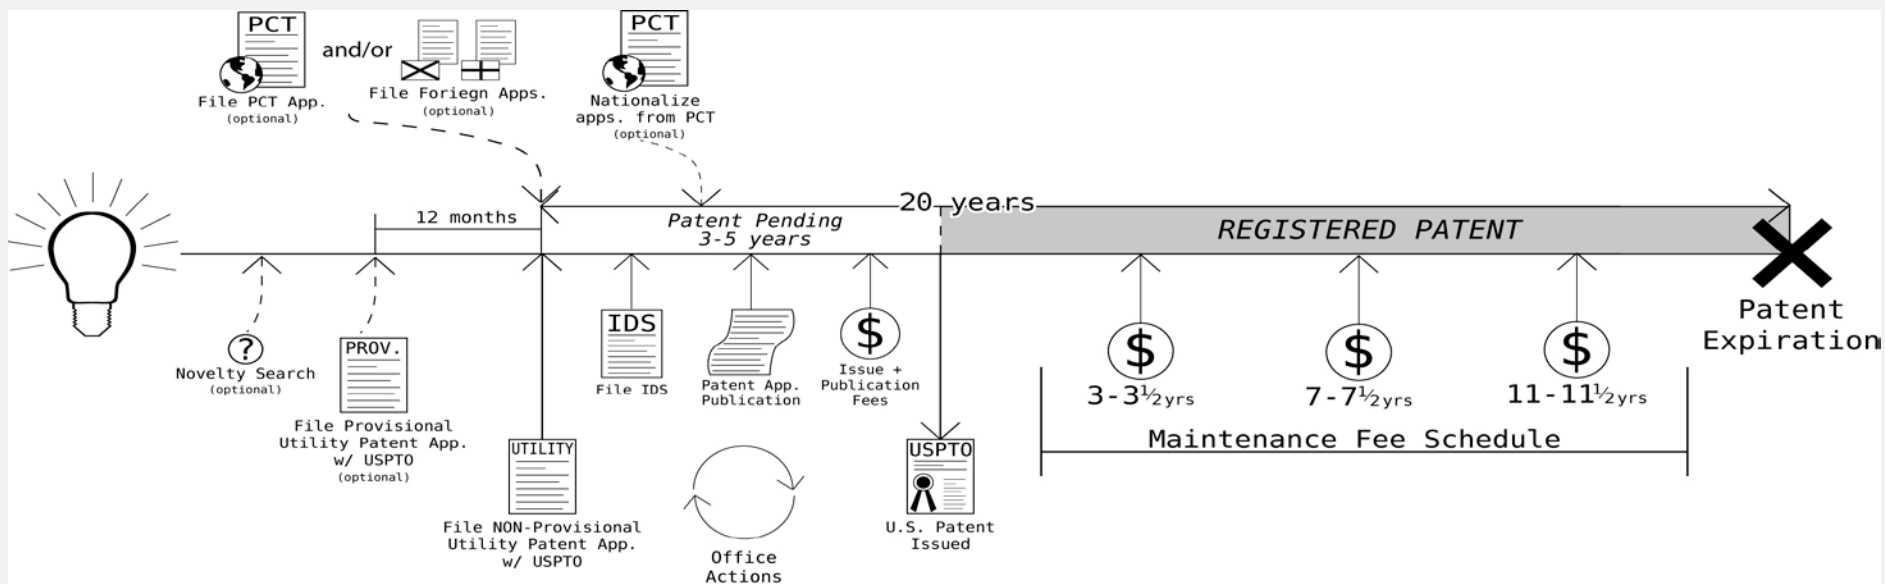 PCT
and/or
File PCT App.
(optional)
File Foriegn Apps.
(optional)
PCT
Nationalize
apps. from PCT
(optional)
12 months
20 years
Patent Pending
3-5 years
REGISTERED PATENT
?
Novelty Search
(optional)
PROV.
File Provisional
Utility Patent App.
w/ USPTO
(optional)
UTILITY
File NON-Provisional
Utility Patent App.
w/ USPTO
IDS
File IDS
Patent App.
Publication
$
Issue +
Publication
Fees
Office
Actions
USPTO
U.S. Patent
Issued
$
3-3½yrs
$
7-7½yrs
$
11-11½yrs
Maintenance Fee Schedule
Patent
Expiration